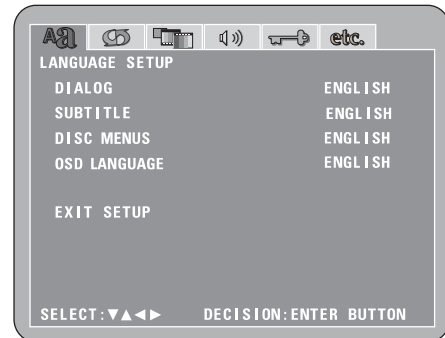 Aa etc.
LANGUAGE SETUP
DIALOG ENGLISH
SUBTITLE ENGLISH
DISC MENUS ENGLISH
OSD LANGUAGE ENGLISH
EXIT SETUP
SELECT:▼▲◄► DECISION:ENTER BUTTON